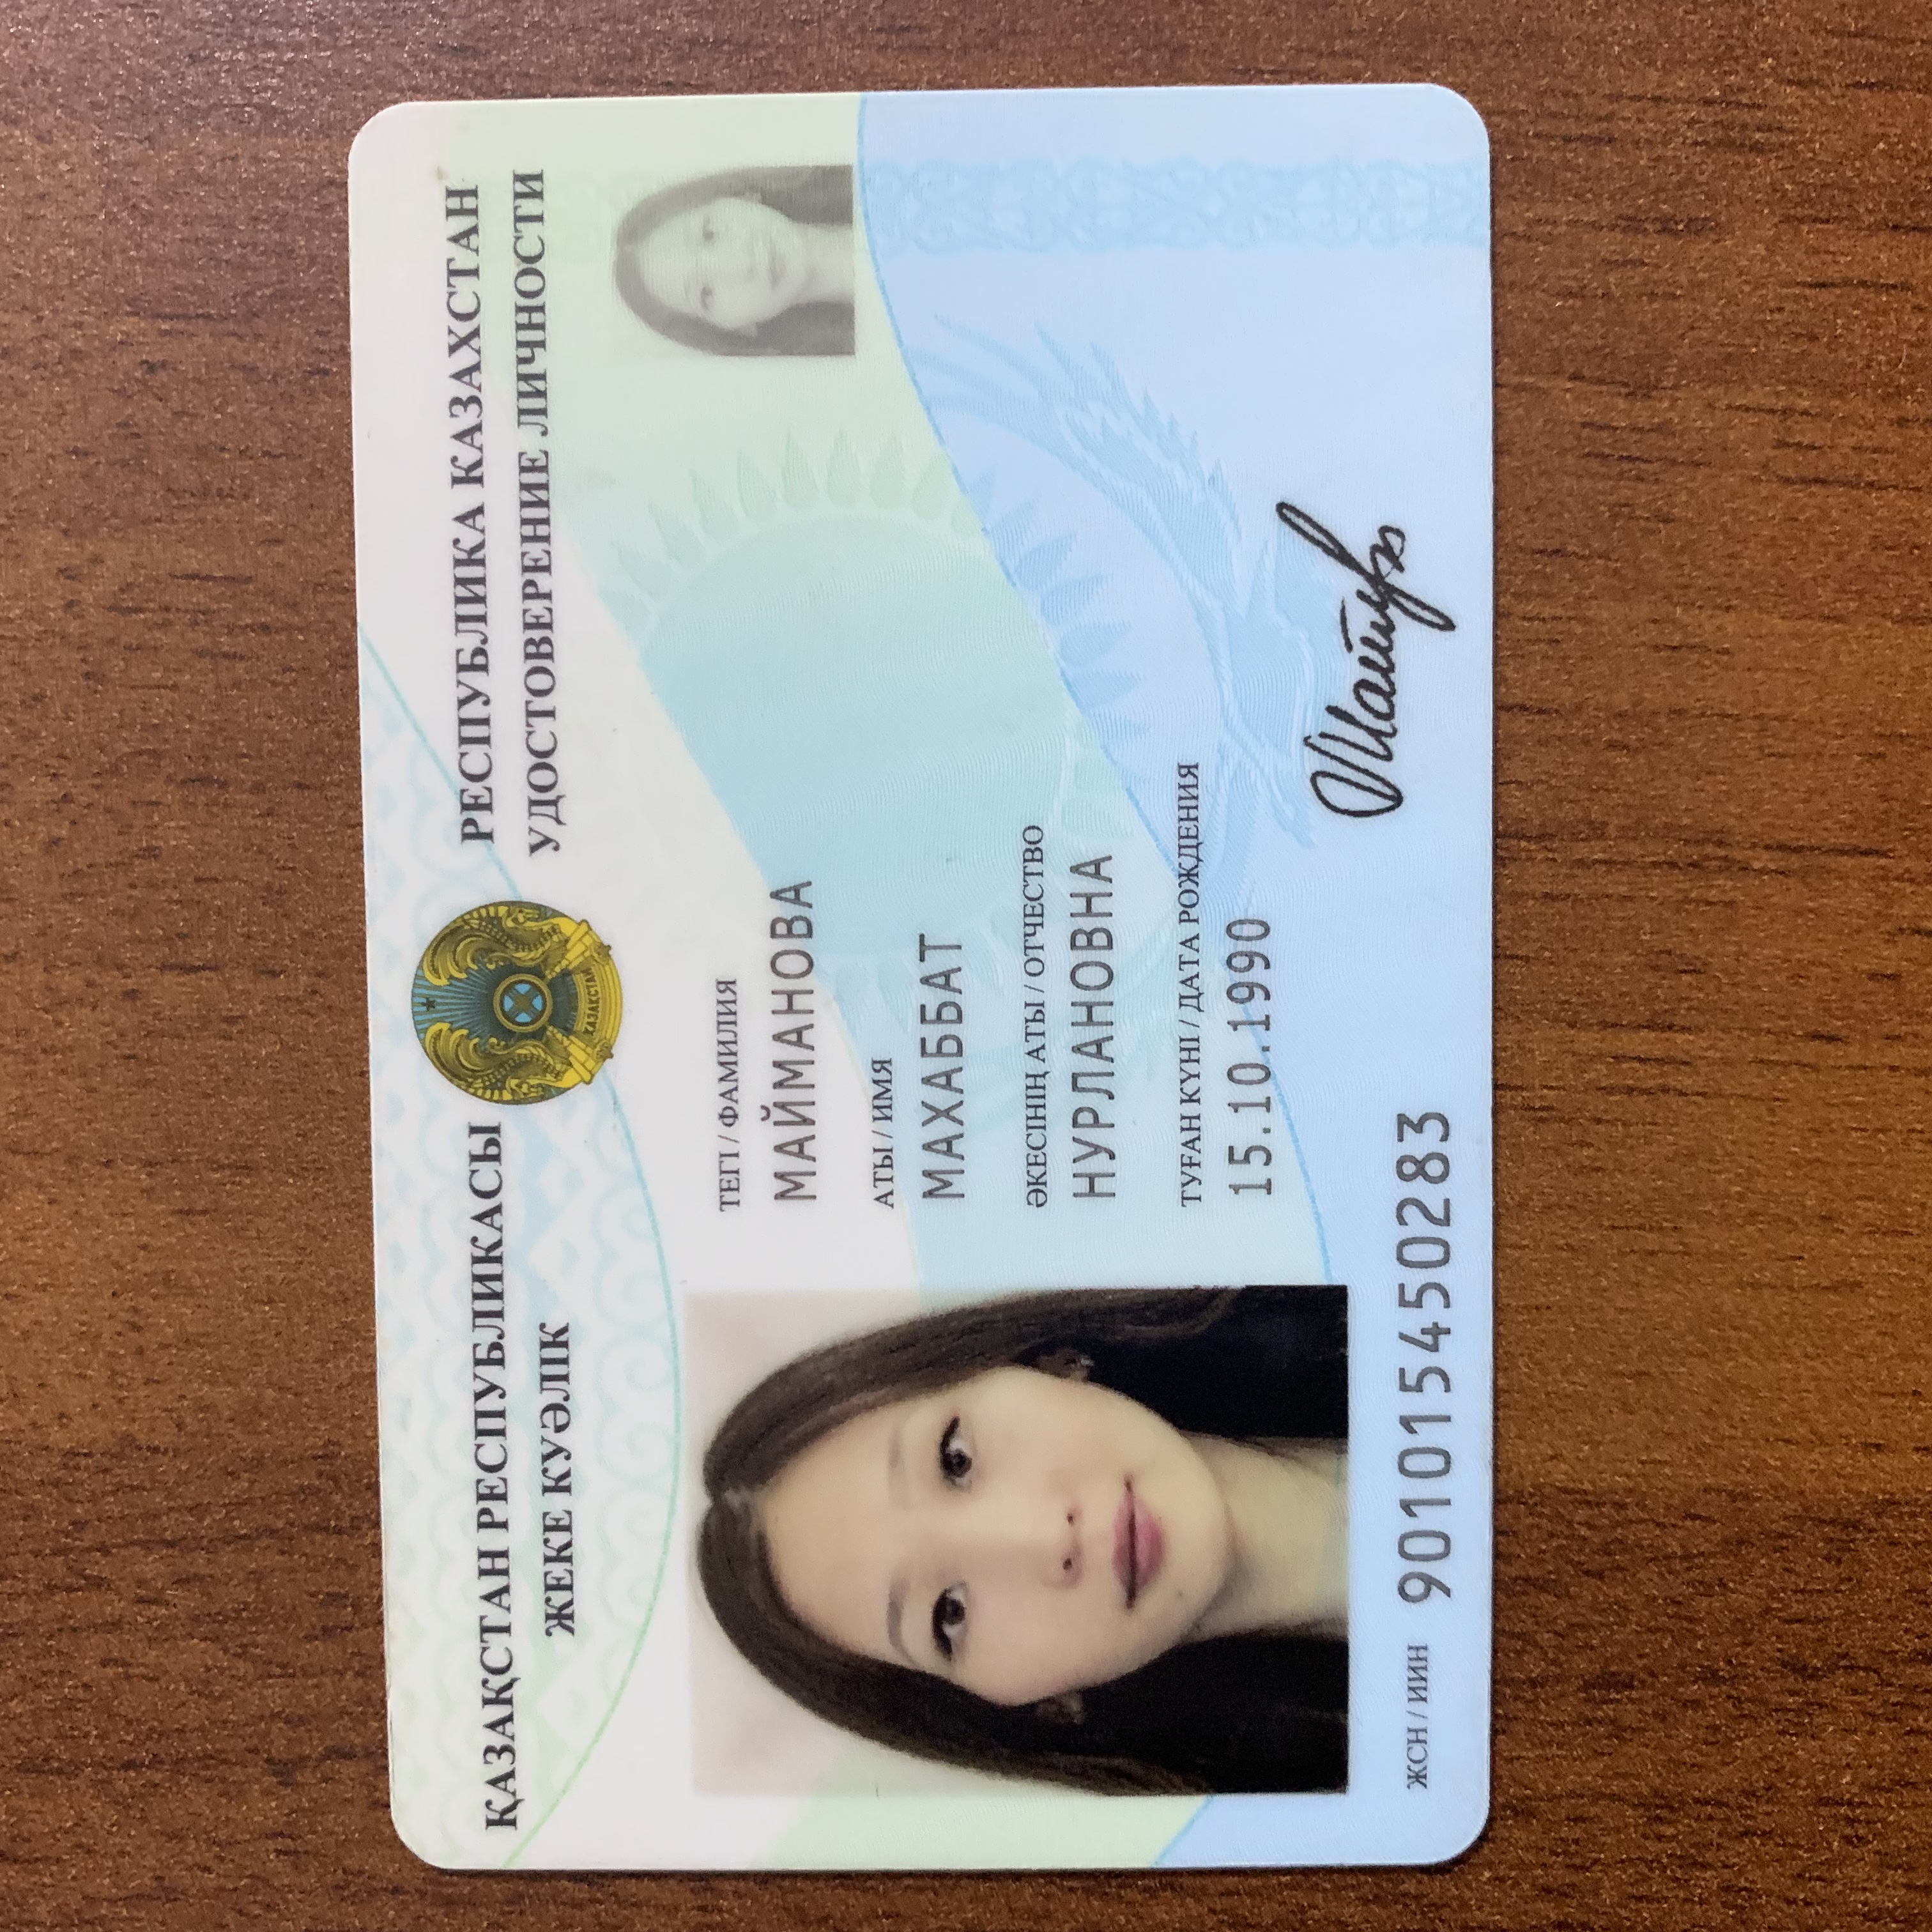 ҚАЗАҚСТАН РЕСПУБЛИКАСЫ
ЖЕКЕ КУӘЛІК
ҚАЗАҚСТАН
РЕСПУБЛИКА КАЗАХСТАН
УДОСТОВЕРЕНИЕ ЛИЧНОСТИ
ТЕГІ / ФАМИЛИЯ
МАЙМАНОВА
АТЫ / ИМЯ
МАХАББАТ
ӘКЕСІНІҢ АТЫ / ОТЧЕСТВО
НУРЛАНОВНА
ТУҒАН КҮНІ / ДАТА РОЖДЕНИЯ
15.10.1990
ЖСН / ИИН 901015450283